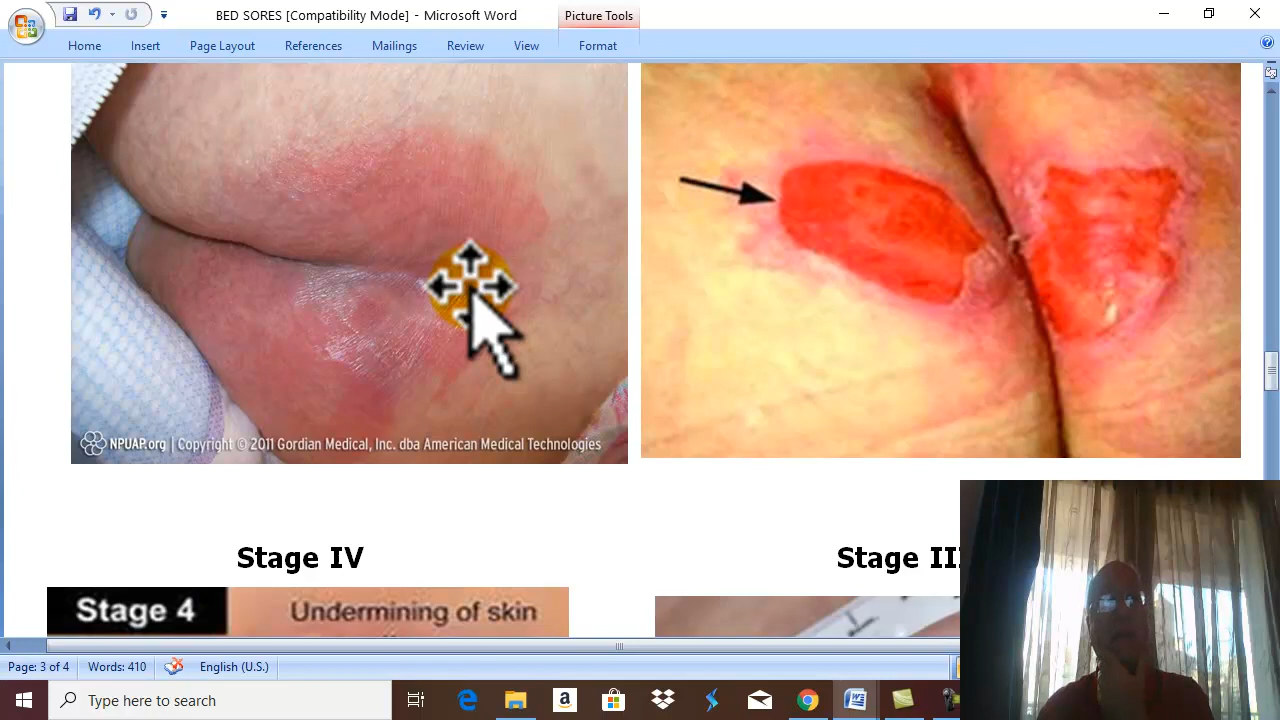 BED SORES [Compatibility Mode] - Microsoft Word
Picture Tools
Home
Insert
Page Layout
References
Mailings
Review
View
Format
NPUAP.org | Copyright © 2011 Gordian Medical, Inc. dba American Medical Technologies
Stage IV
Stage III
Stage 4
Undermining of skin
Page: 3 of 4
Words: 410
English (U.S.)
Type here to search